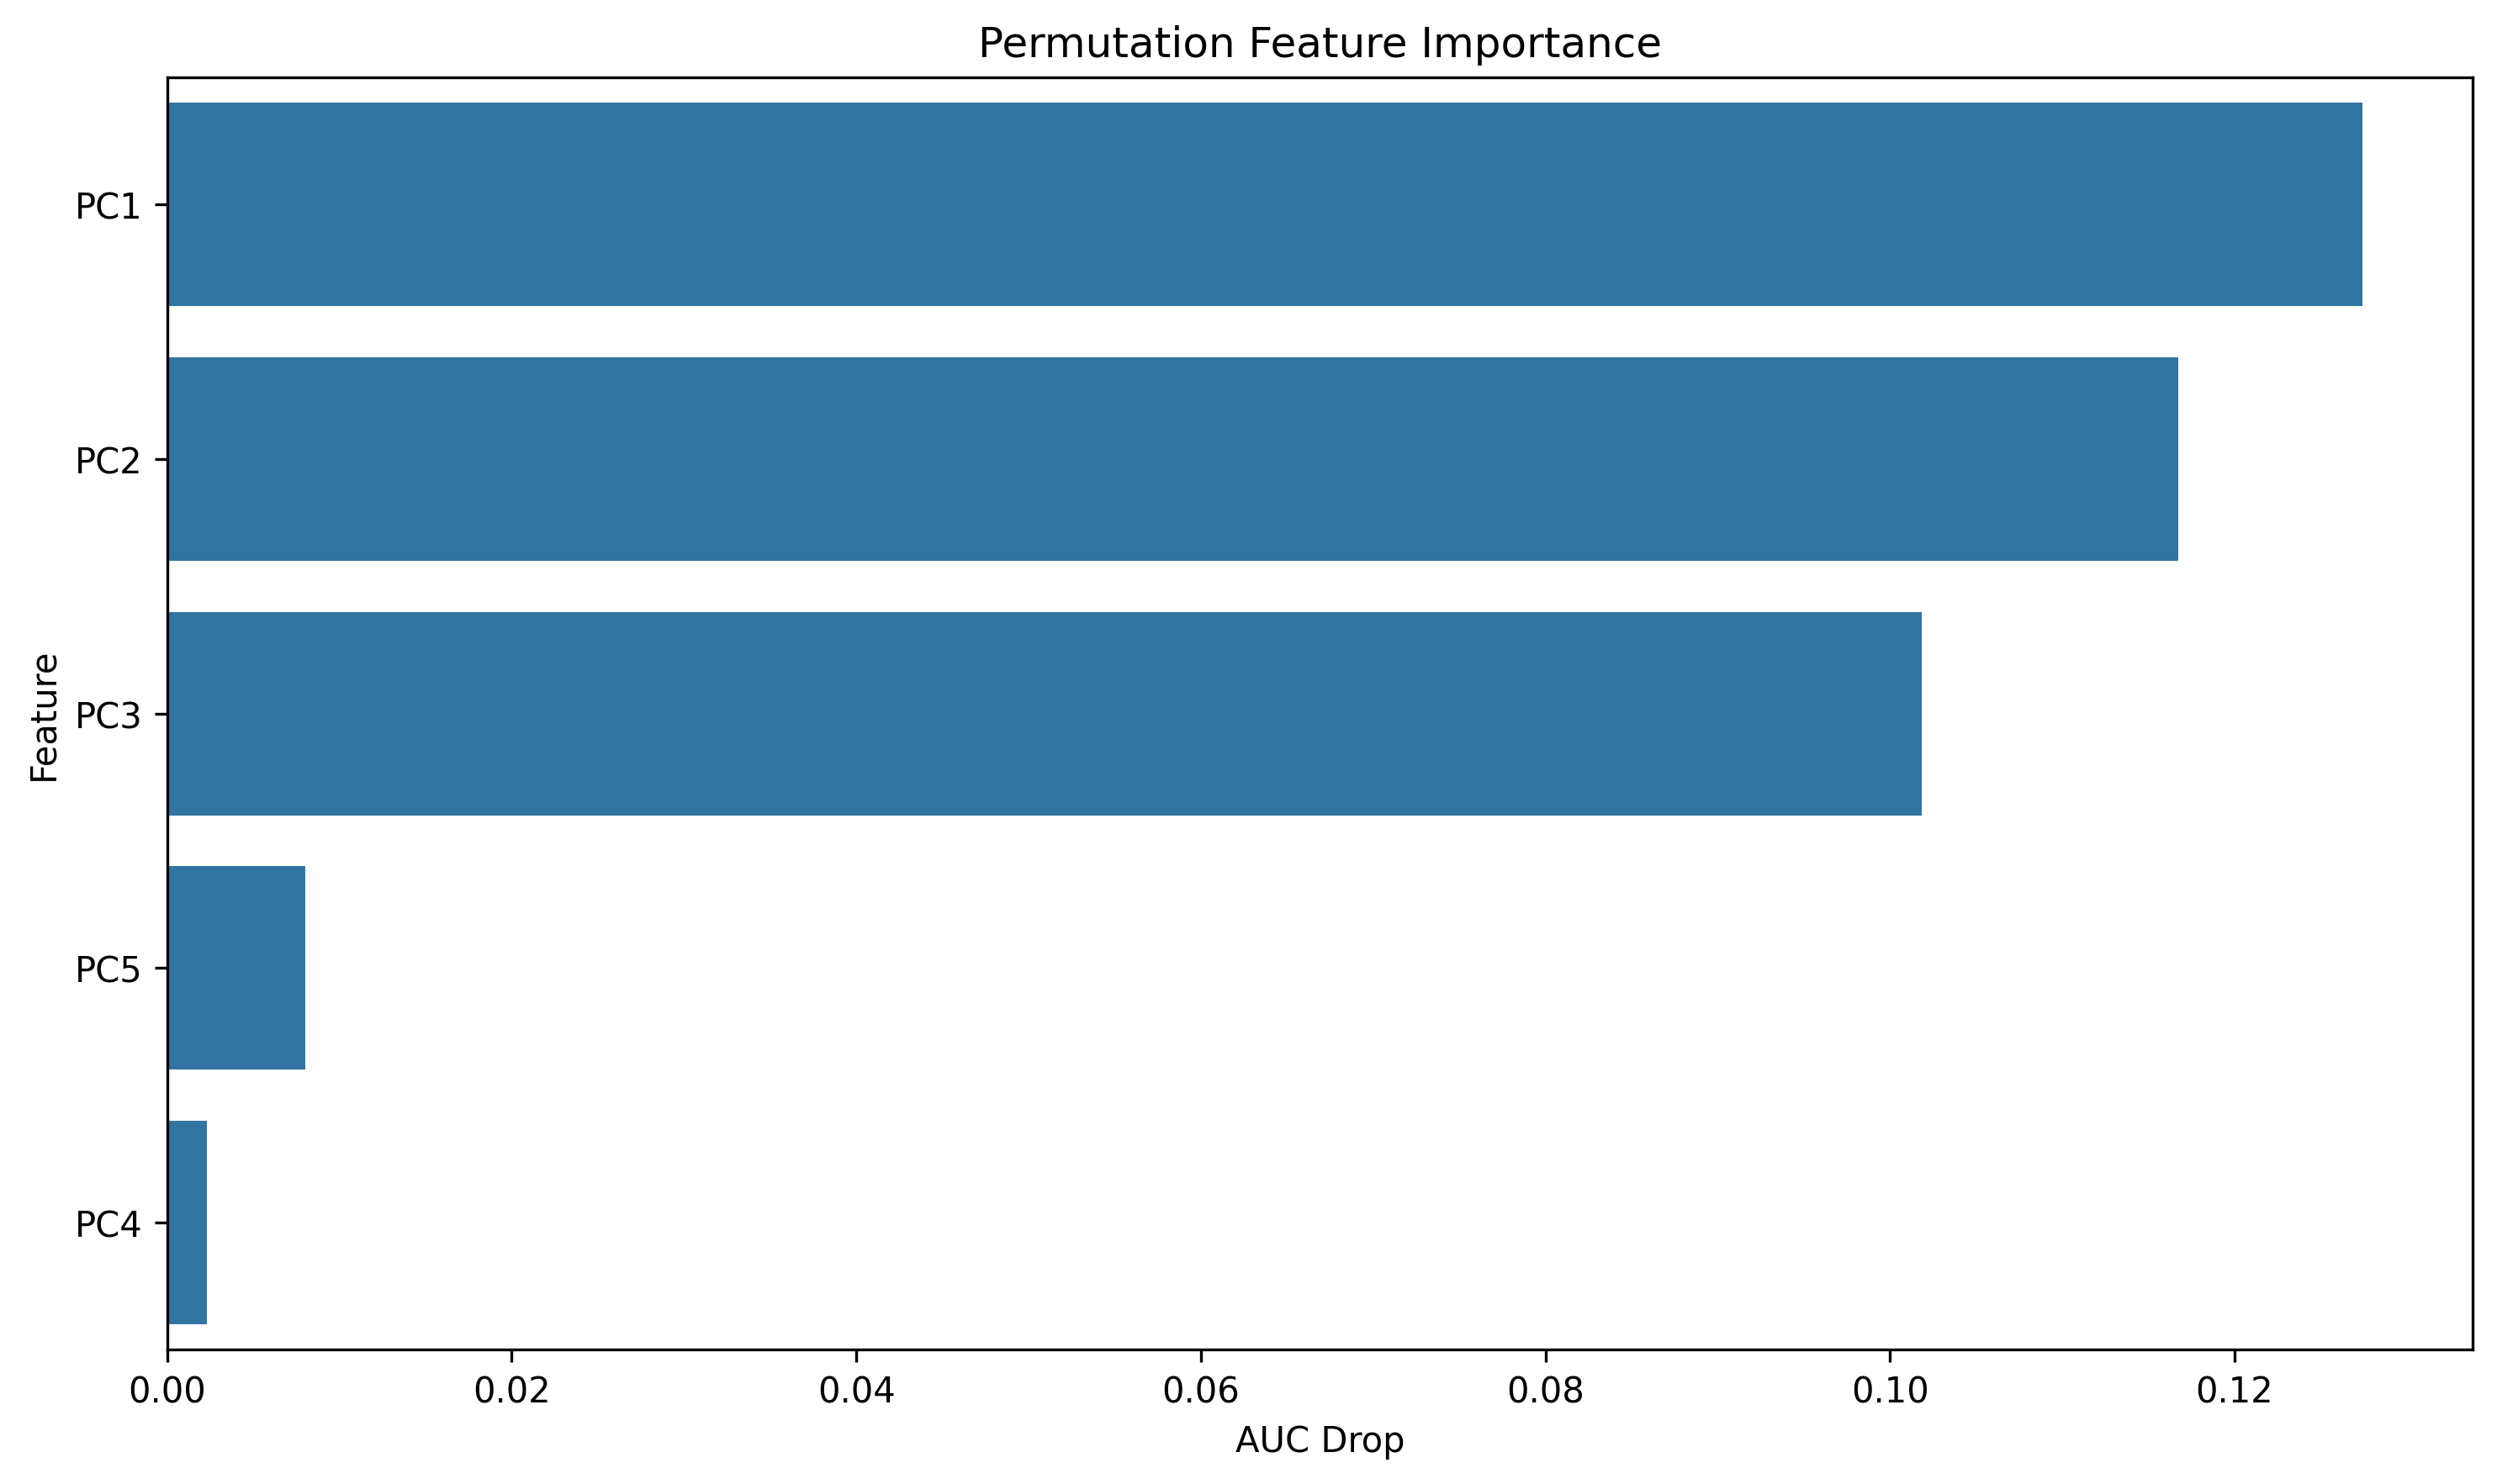 Permutation Feature Importance
PC1
PC2
PC3
PC5
PC4
Feature
0.00 0.02 0.04 0.06 0.08 0.10 0.12
AUC Drop